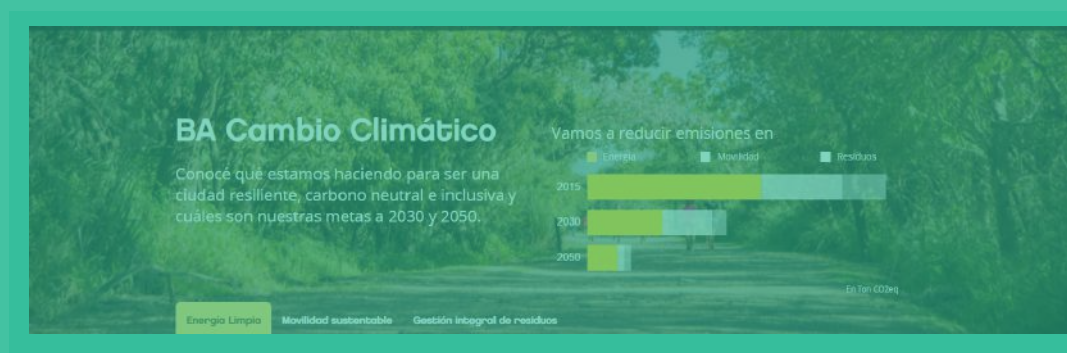 BA Cambio Climático
Conocé qué estamos haciendo para ser una
ciudad resiliente, carbono neutral e inclusiva y
cuáles son nuestras metas a 2030 y 2050.
Vamos a reducir emisiones en
Energía Movilidad Residuos
2015
2030
2050
En Ton CO2eq
Energía Limpia Movilidad sustentable Gestión integral de residuos